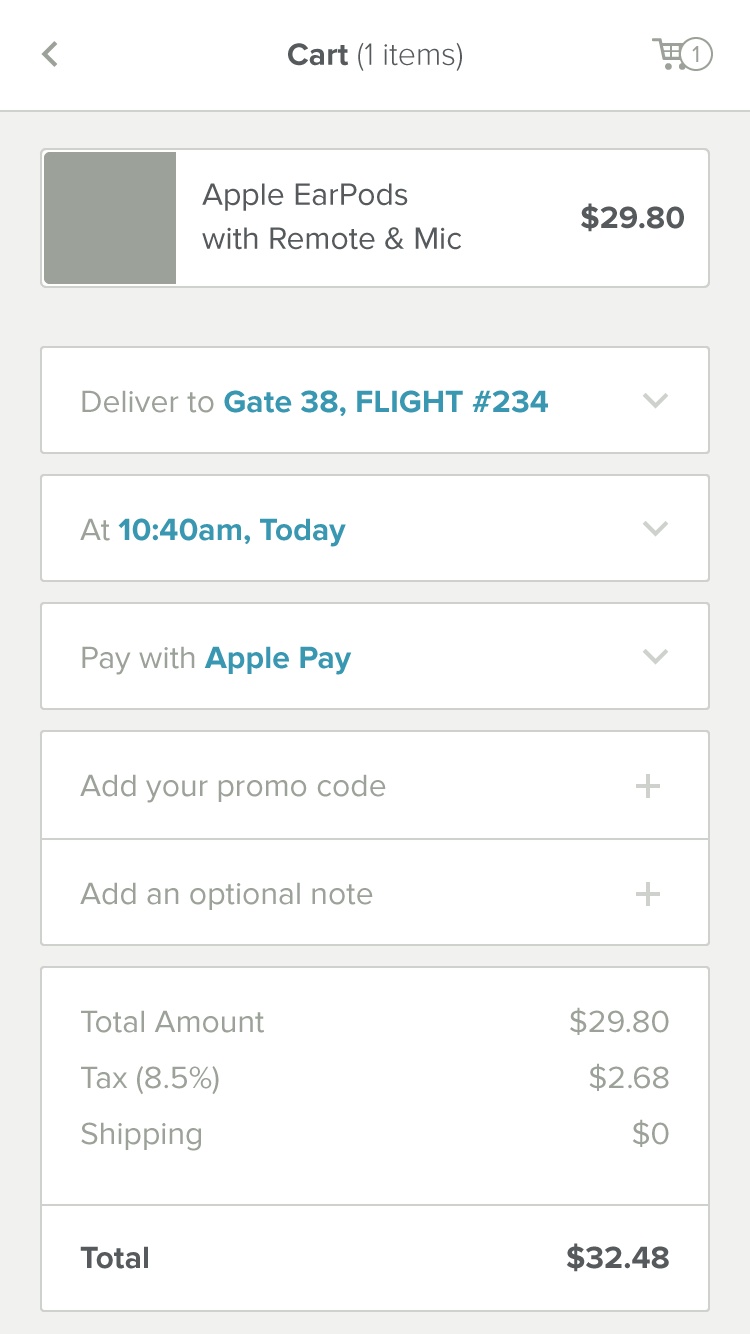 Cart (1 items)
1
Apple EarPods
with Remote & Mic
$29.80
Deliver to Gate 38, FLIGHT #234
At 10:40am, Today
Pay with Apple Pay
Add your promo code
Add an optional note
Total Amount $29.80
Tax (8.5%) $2.68
Shipping $0
Total $32.48